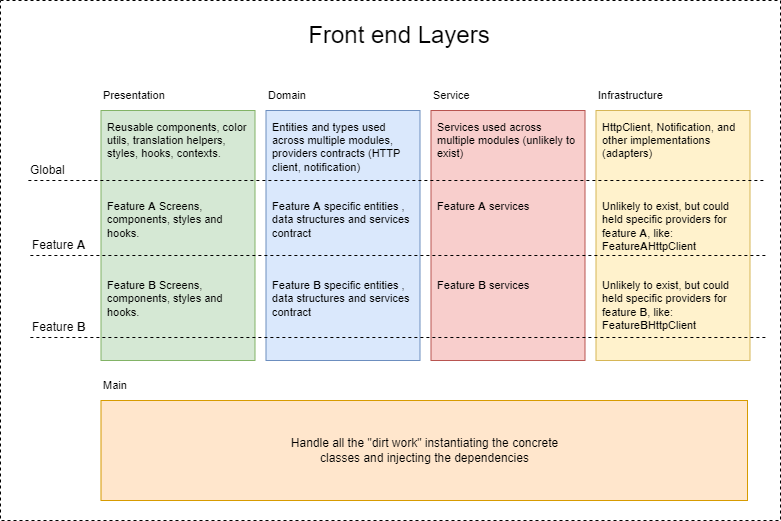 Front end Layers
Presentation
Domain
Service
Infrastructure
Global
Reusable components, color
utils, translation helpers,
styles, hooks, contexts.
Entities and types used
across multiple modules,
providers contracts (HTTP
client, notification)
Services used across
multiple modules (unlikely to
exist)
HttpClient, Notification, and
other implementations
(adapters)
Feature A
Feature A Screens,
components, styles and
hooks.
Feature A specific entities ,
data structures and services
contract
Feature A services
Unlikely to exist, but could
held specific providers for
feature A, like:
FeatureAHttpClient
Feature B
Feature B Screens,
components, styles and
hooks.
Feature B specific entities ,
data structures and services
contract
Feature B services
Unlikely to exist, but could
held specific providers for
feature B, like:
FeatureBHttpClient
Main
Handle all the "dirt work" instantiating the concrete
classes and injecting the dependencies